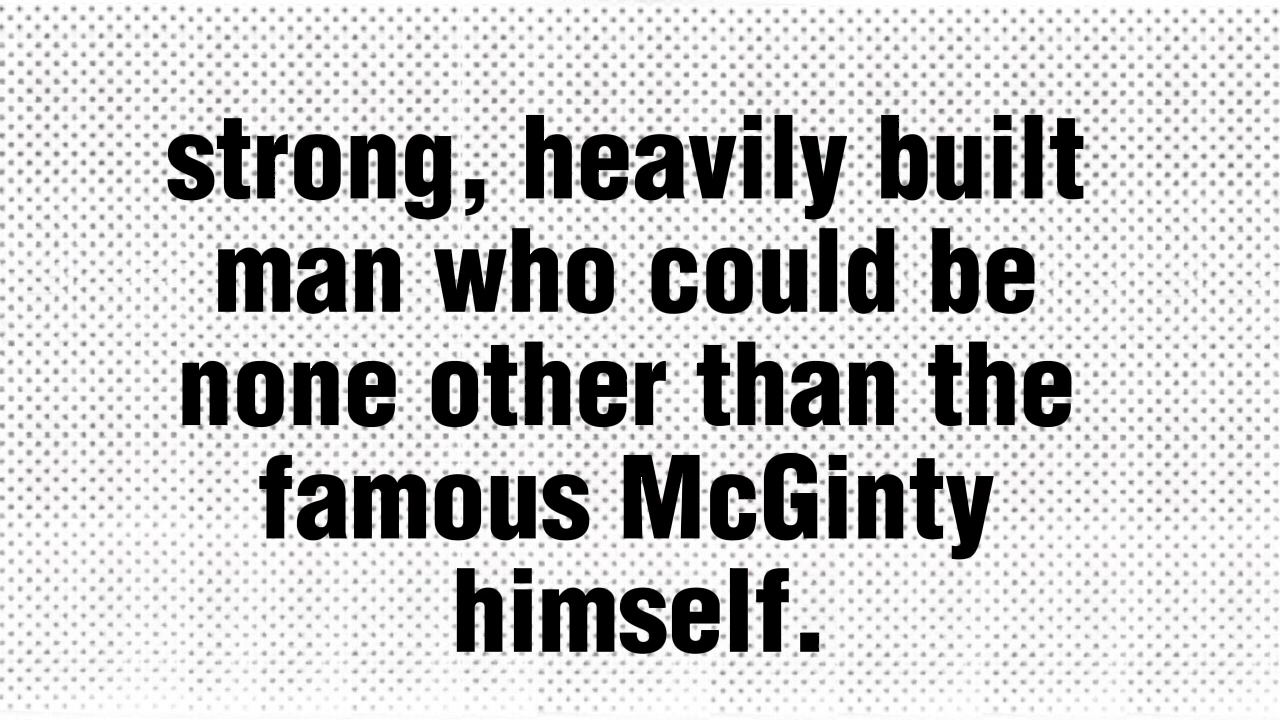 strong, heavily built
man who could be
none other than the
famous McGinty
himself.